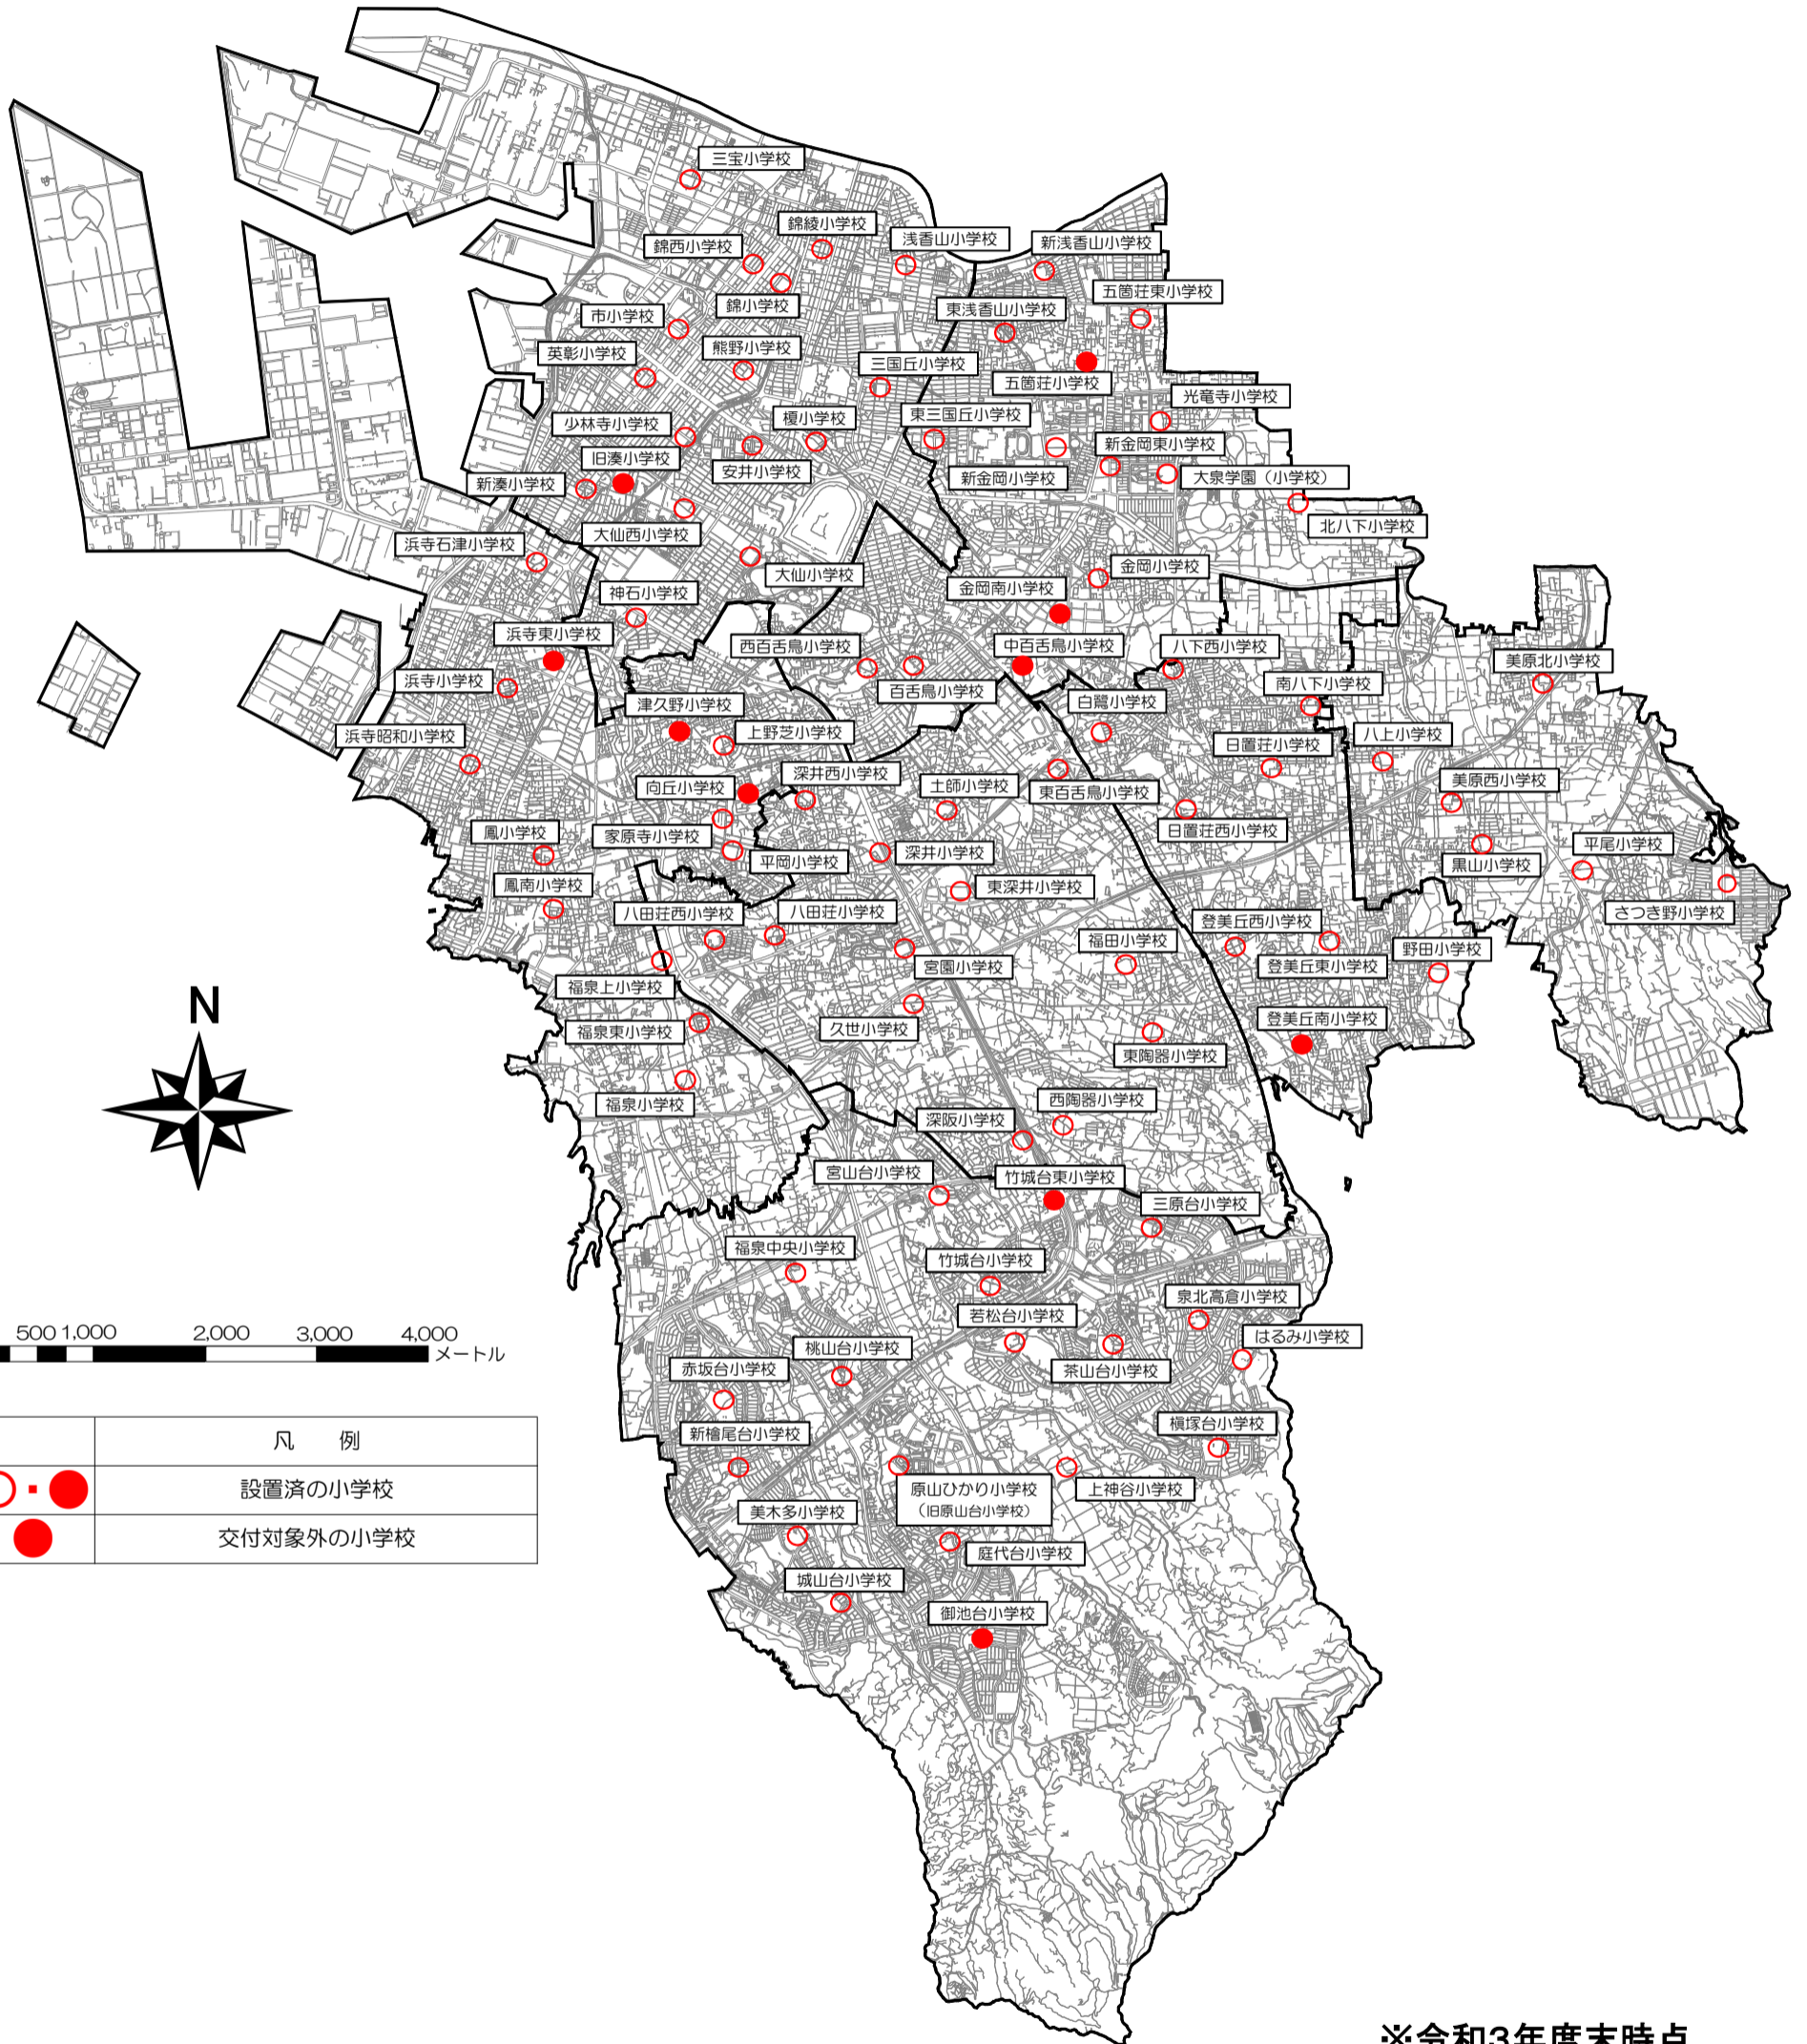 三宝小学校
錦綾小学校
浅香山小学校
新浅香山小学校
錦西小学校
五箇荘東小学校
錦小学校
東浅香山小学校
市小学校
熊野小学校
英彰小学校
三国丘小学校
五箇荘小学校
光竜寺小学校
榎小学校
東三国丘小学校
少林寺小学校
新金岡東小学校
旧湊小学校
安井小学校
新金岡小学校
大泉学園（小学校）
新湊小学校
北八下小学校
大仙西小学校
浜寺石津小学校
大仙小学校
金岡小学校
神石小学校
金岡南小学校
浜寺東小学校
西百舌鳥小学校
中百舌鳥小学校
八下西小学校
美原北小学校
浜寺小学校
百舌鳥小学校
南八下小学校
津久野小学校
白鷺小学校
浜寺昭和小学校
上野芝小学校
日置荘小学校
八上小学校
深井西小学校
向丘小学校
土師小学校
東百舌鳥小学校
美原西小学校
鳳小学校
家原寺小学校
日置荘西小学校
平岡小学校
深井小学校
黒山小学校
平尾小学校
鳳南小学校
東深井小学校
八田荘西小学校
八田荘小学校
登美丘西小学校
さつき野小学校
福田小学校
野田小学校
宮園小学校
登美丘東小学校
福泉上小学校
福泉東小学校
久世小学校
登美丘南小学校
東陶器小学校
福泉小学校
西陶器小学校
深阪小学校
宮山台小学校
竹城台東小学校
三原台小学校
福泉中央小学校
竹城台小学校
泉北高倉小学校
若松台小学校
はるみ小学校
桃山台小学校
赤坂台小学校
茶山台小学校
新檜尾台小学校
槇塚台小学校
原山ひかり小学校
（旧原山台小学校）
上神谷小学校
美木多小学校
庭代台小学校
城山台小学校
御池台小学校
N
500 1,000 2,000 3,000 4,000
メートル
凡 例
設置済の小学校
交付対象外の小学校
※令和3年度末時点